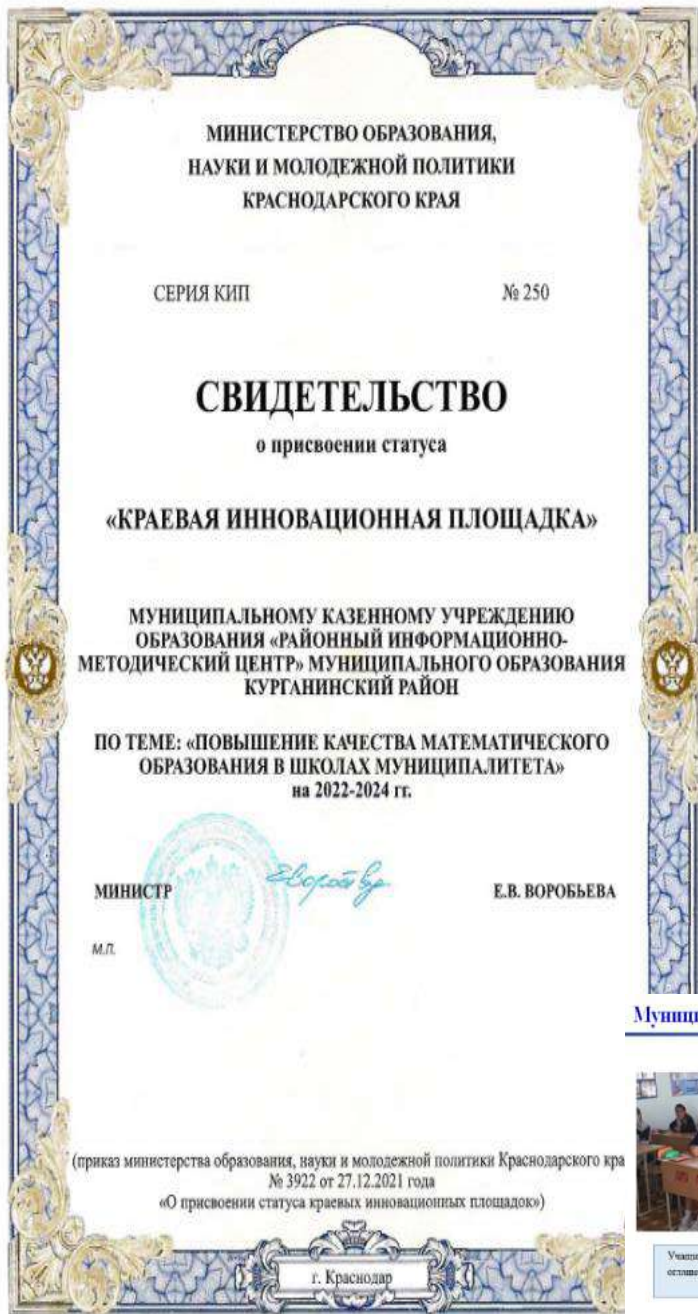 МИНИСТЕРСТВО ОБРАЗОВАНИЯ,
НАУКИ И МОЛОДЕЖНОЙ ПОЛИТИКИ
КРАСНОДАРСКОГО КРАЯ
СЕРИЯ КИП № 250
СВИДЕТЕЛЬСТВО
о присвоении статуса
«КРАЕВАЯ ИННОВАЦИОННАЯ ПЛОЩАДКА»
МУНИЦИПАЛЬНОМУ КАЗЕННОМУ УЧРЕЖДЕНИЮ
ОБРАЗОВАНИЯ «РАЙОННЫЙ ИНФОРМАЦИОННО-
МЕТОДИЧЕСКИЙ ЦЕНТР» МУНИЦИПАЛЬНОГО ОБРАЗОВАНИЯ
КУРГАНИНСКИЙ РАЙОН
ПО ТЕМЕ: «ПОВЫШЕНИЕ КАЧЕСТВА МАТЕМАТИЧЕСКОГО
ОБРАЗОВАНИЯ В ШКОЛАХ МУНИЦИПАЛИТЕТА»
на 2022-2024 гг.
МИНИСТР Е.В. ВОРОБЬЕВА
М.П.
(приказ министерства образования, науки и молодежной политики Краснодарского кра
№ 3922 от 27.12.2021 года
«О присвоении статуса краевых инновационных площадок»)
г. Краснодар
Муници